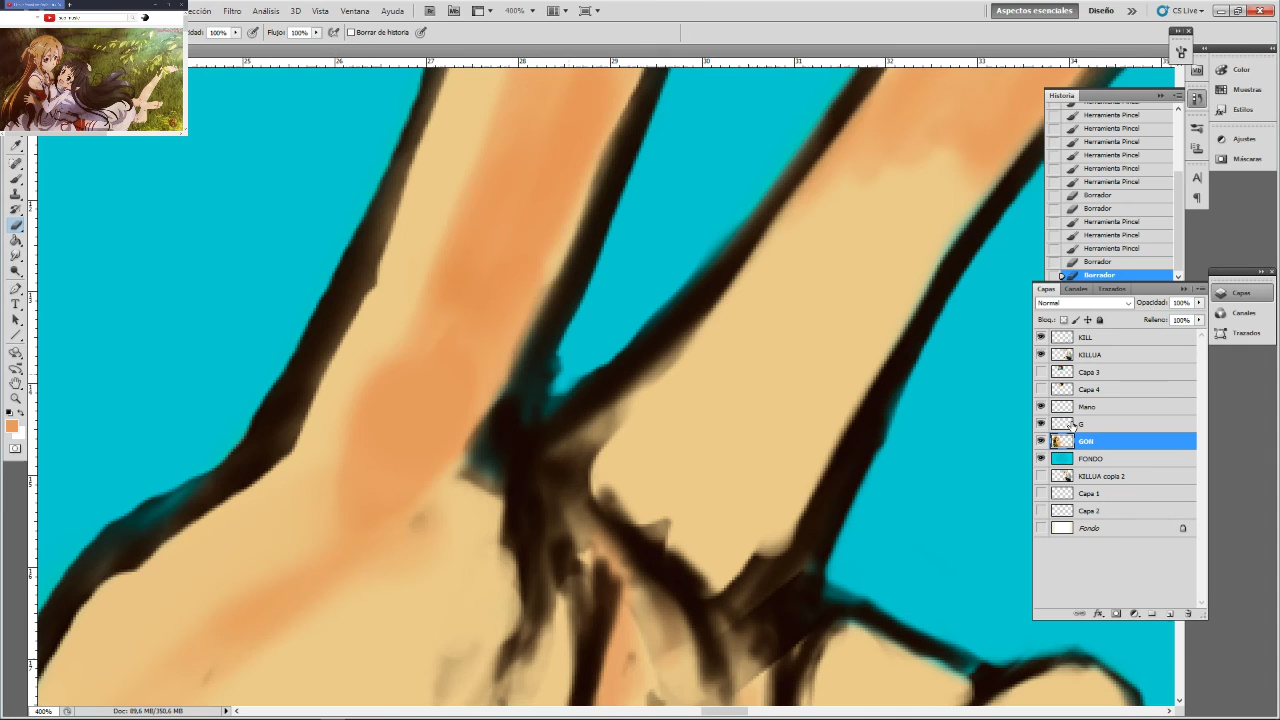 Filtro Análisis 3D Vista Ventana Ayuda 400% Aspectos esenciales Diseño CS Live
100% Flujo: 100% Borrar de historia
25 26 27 28 29 30 31 32 33 34
Historia
Herramienta Pincel
Herramienta Pincel
Herramienta Pincel
Herramienta Pincel
Herramienta Pincel
Herramienta Pincel
Borrador
Borrador
Herramienta Pincel
Herramienta Pincel
Herramienta Pincel
Borrador
Borrador
Color
Muestras
Estilos
Ajustes
Máscaras
Capas
Canales
Trazados
Capas Canales Trazados
Normal Opacidad: 100%
Bloq.: Relleno: 100%
KILL
KILLUA
Capa 3
Capa 4
Mano
G
GON
FONDO
KILLUA copia 2
Capa 1
Capa 2
Fondo
400% Doc: 89,6 MB/350,6 MB